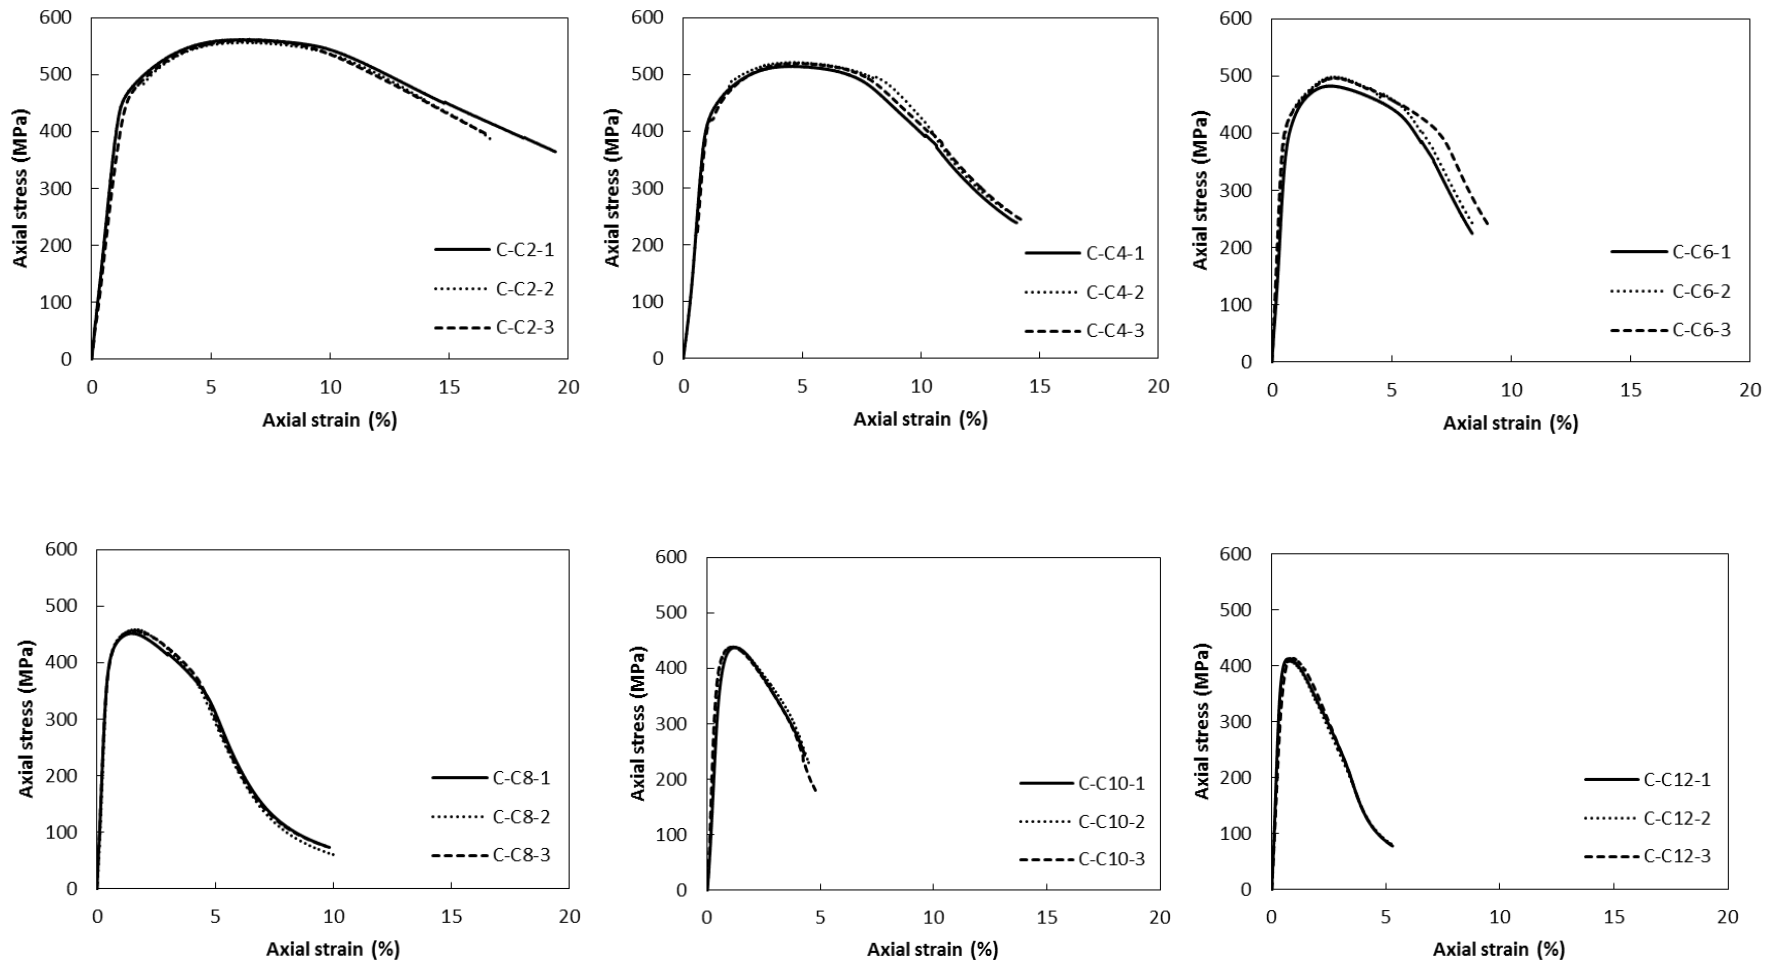 600
500
400
300
200
100
0
0 5 10 15 20
Axial stress (MPa)
Axial strain (%)
C-C2-1
C-C2-2
C-C2-3
600
500
400
300
200
100
0
0 5 10 15 20
Axial stress (MPa)
Axial strain (%)
C-C4-1
C-C4-2
C-C4-3
600
500
400
300
200
100
0
0 5 10 15 20
Axial stress (MPa)
Axial strain (%)
C-C6-1
C-C6-2
C-C6-3
600
500
400
300
200
100
0
0 5 10 15 20
Axial stress (MPa)
Axial strain (%)
C-C8-1
C-C8-2
C-C8-3
600
500
400
300
200
100
0
0 5 10 15 20
Axial stress (MPa)
Axial strain (%)
C-C10-1
C-C10-2
C-C10-3
600
500
400
300
200
100
0
0 5 10 15 20
Axial stress (MPa)
Axial strain (%)
C-C12-1
C-C12-2
C-C12-3